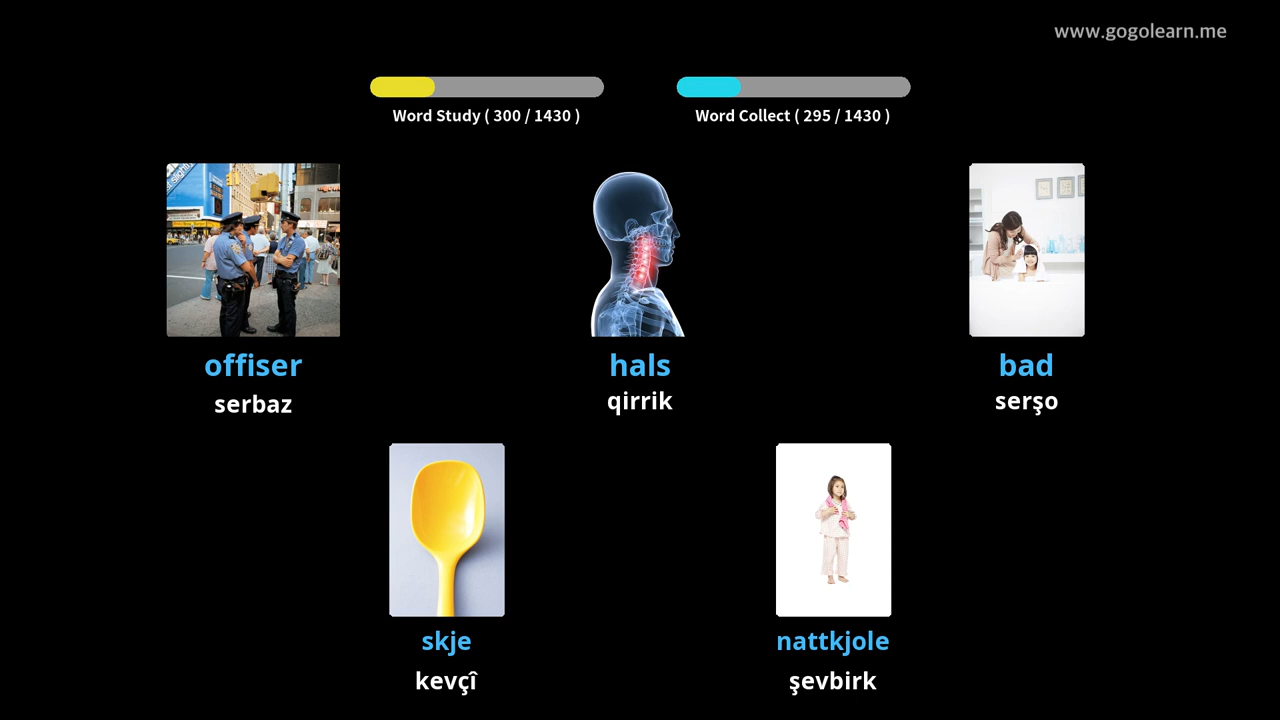 www.gogolearn.me
Word Study ( 300 / 1430 )
Word Collect ( 295 / 1430 )
offiser
serbaz
hals
qirrik
bad
serşo
skje
kevçî
nattkjole
şevbirk